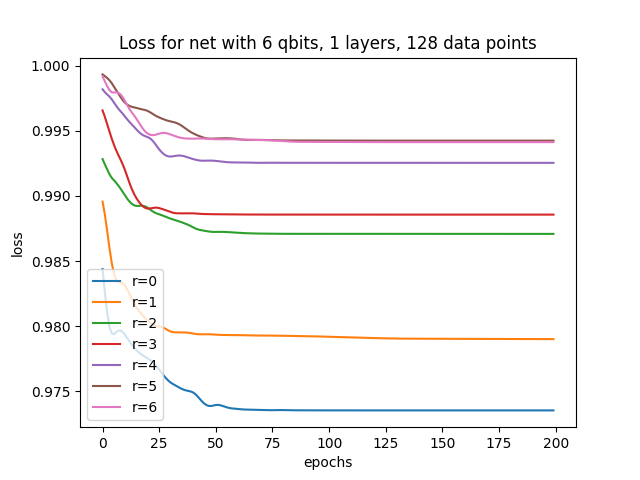 Loss for net with 6 qbits, 1 layers, 128 data points
1.000
0.995
0.990
0.985
0.980
0.975
loss
r=0
r=1
r=2
r=3
r=4
r=5
r=6
0 25 50 75 100 125 150 175 200
epochs